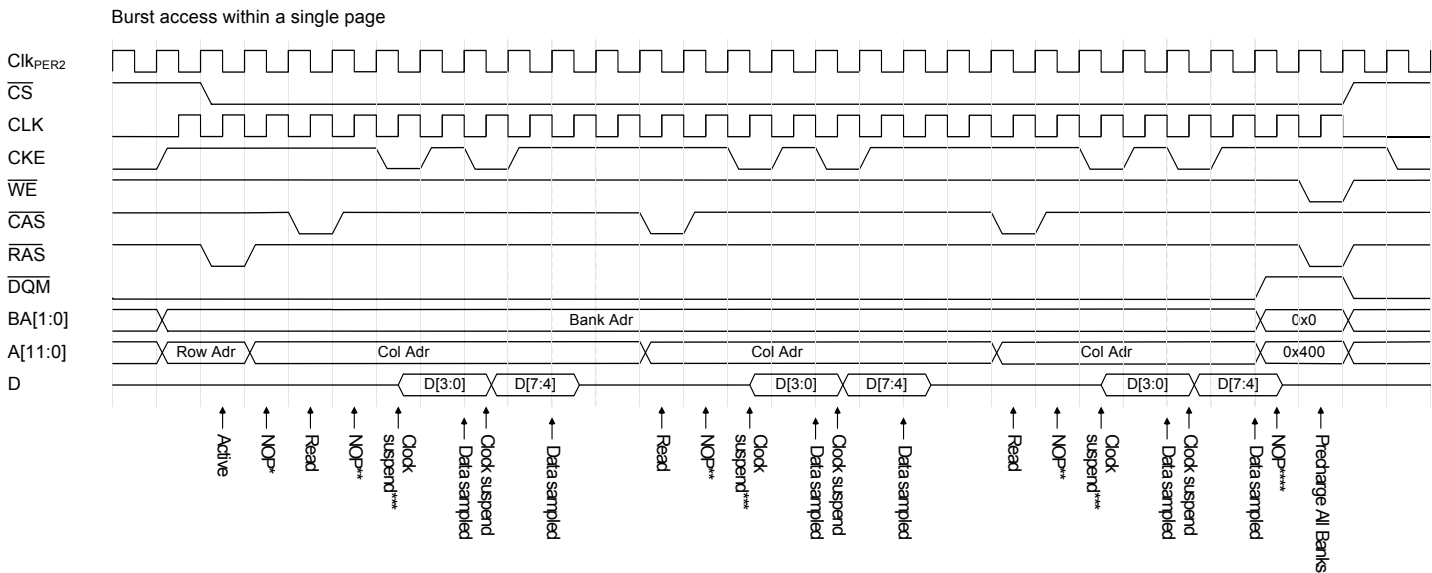 Burst access within a single page
ClkPER2
CS
CLK
CKE
WE
CAS
RAS
DQM
BA[1:0] Bank Adr 0x0
A[11:0] Row Adr Col Adr Col Adr Col Adr 0x400
D D[3:0] D[7:4] D[3:0] D[7:4] D[3:0] D[7:4]
Active
NOP*
Read
NOP**
Clock
suspend***
Data sampled
Clock suspend
Data sampled
Read
NOP**
Clock
suspend***
Data sampled
Clock suspend
Data sampled
Read
NOP**
Clock
suspend***
Data sampled
Clock suspend
Data sampled
NOP****
Precharge All Banks